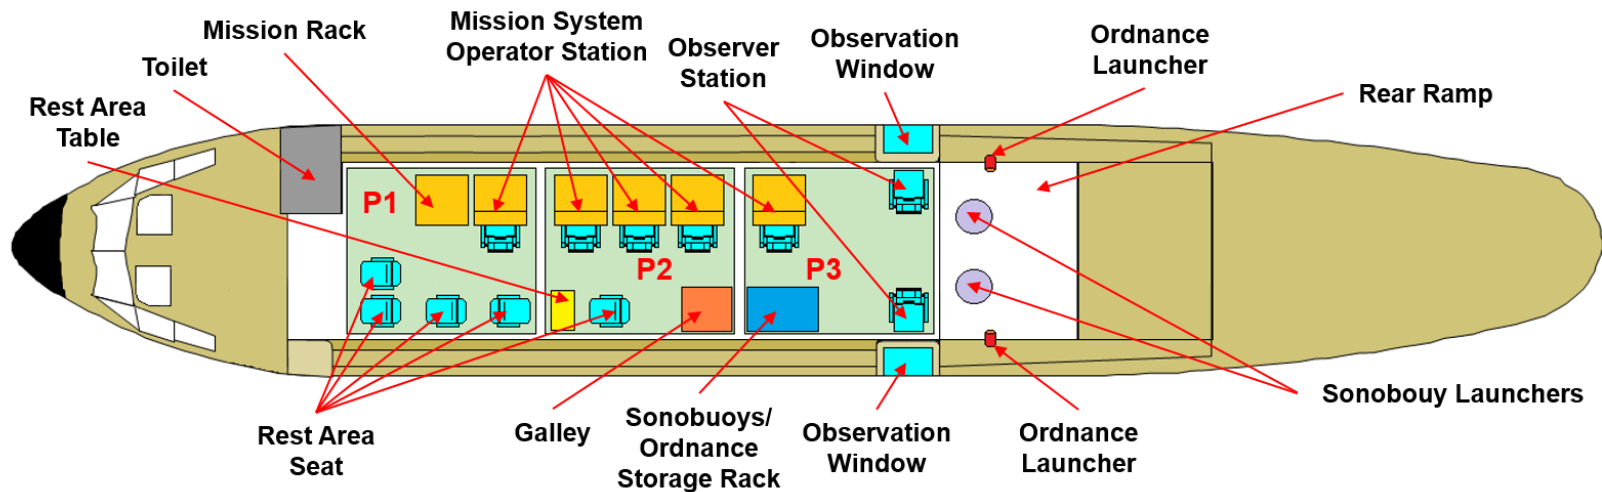 Mission Rack
Mission System
Operator Station
Observer
Station
Observation
Window
Ordnance
Launcher
Toilet
Rear Ramp
Rest Area
Table
P1
P2
P3
Rest Area
Seat
Galley
Sonobuoys/
Ordnance
Storage Rack
Observation
Window
Ordnance
Launcher
Sonobouy Launchers